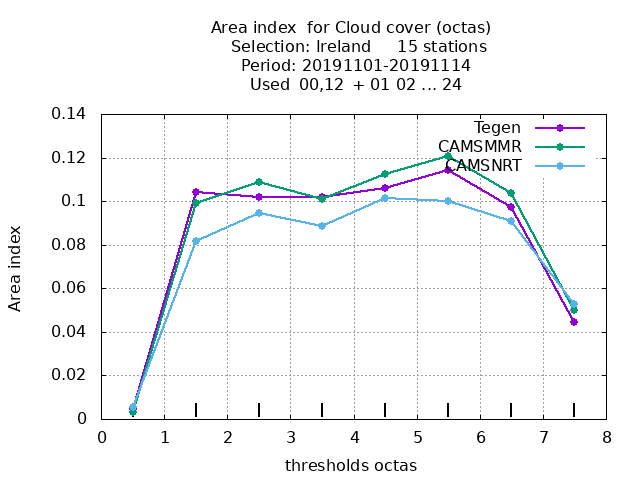 Area index  for Cloud cover (octas)
Selection: Ireland     15 stations
Period: 20191101-20191114
Used  00,12  + 01 02 ... 24
Tegen
CAMSMMR
CAMSNRT
0.14
0.12
0.1
0.08
0.06
0.04
0.02
0
Area index
0 1 2 3 4 5 6 7 8
thresholds octas